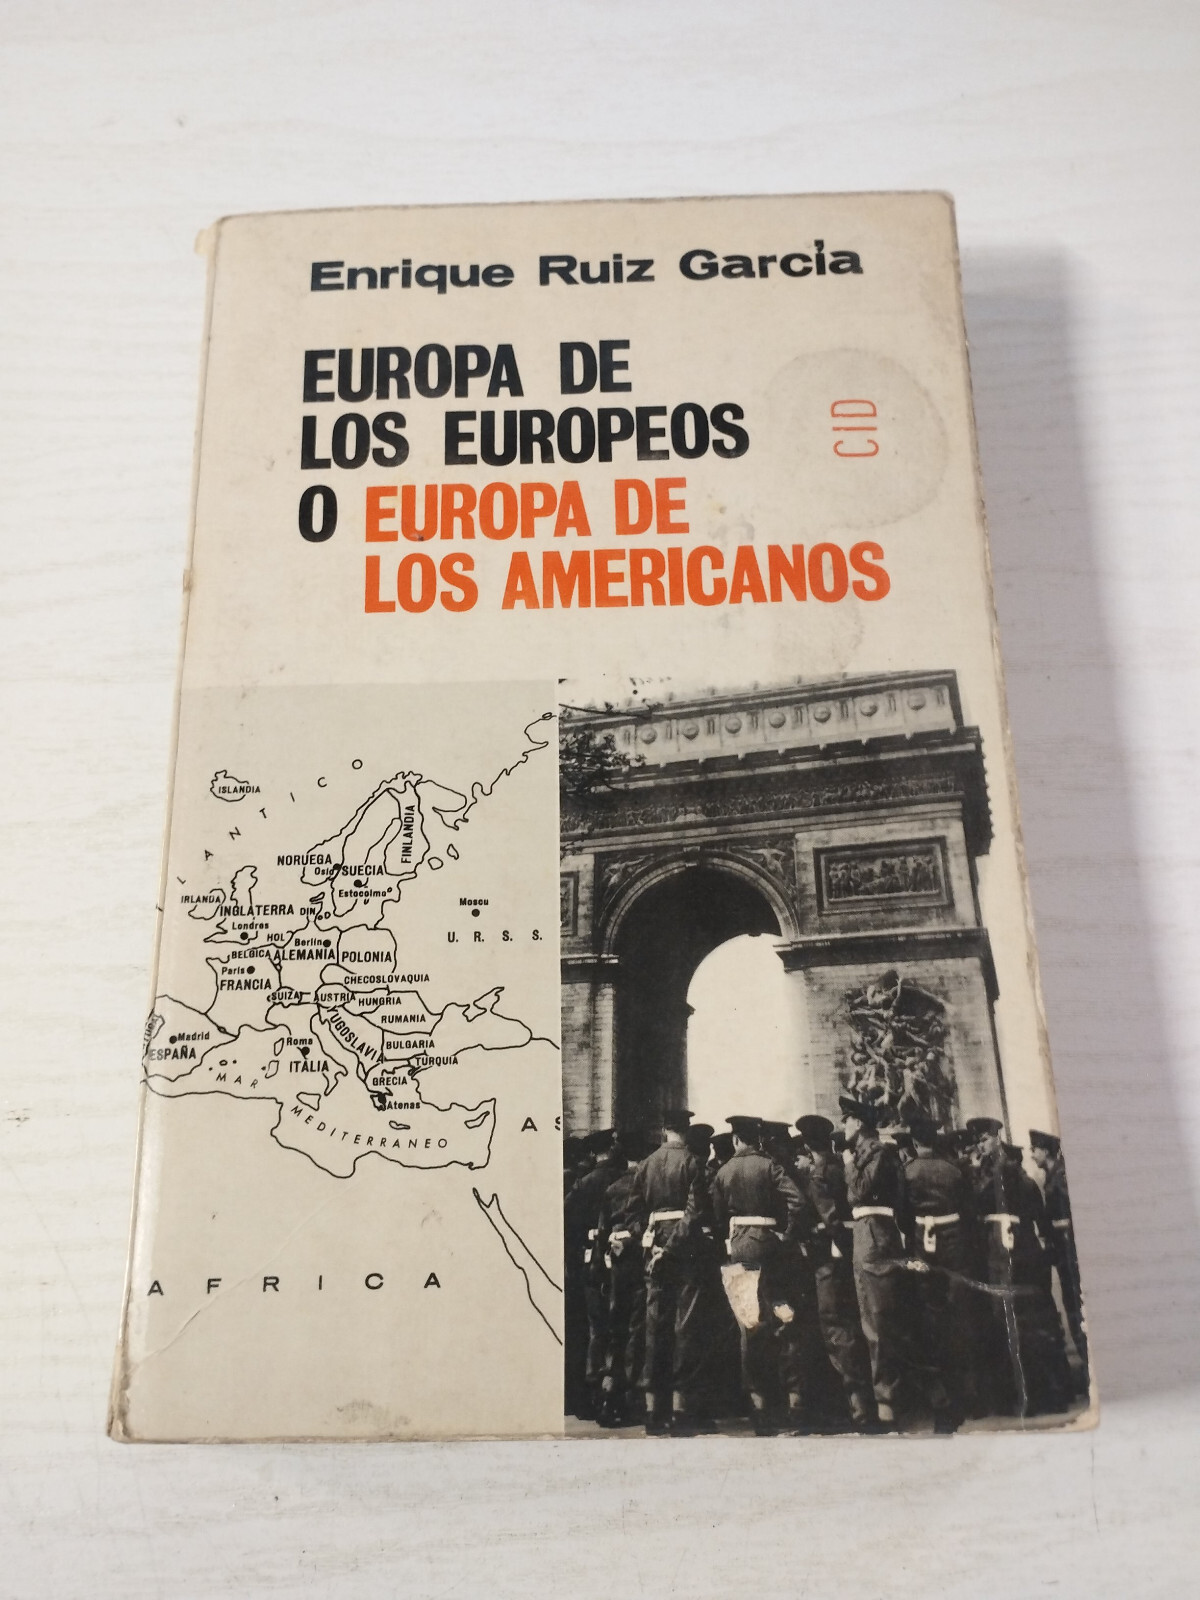 Enrique Ruiz García
EUROPA DE
LOS EUROPEOS
O EUROPA DE
LOS AMERICANOS
CID
ISLANDIA
LANTICO
NORUEGA
Oslo
SUECIA
FINLANDIA
Estocolmo
IRLANDA
INGLATERRA
DIN
D
Londres
Moscu
U. R. S. S.
HOL
Berlin
BELGICA
ALEMANIA
POLONIA
Paris
FRANCIA
CHECOSLOVAQUIA
SUIZA
AUSTRIA
HUNGRIA
RUMANIA
YUGOSLAVIA
Madrid
ESPAÑA
Roma
ITALIA
BULGARIA
TURQUIA
GRECIA
Atenas
MAR
MEDITERRANEO
AS
AFRICA